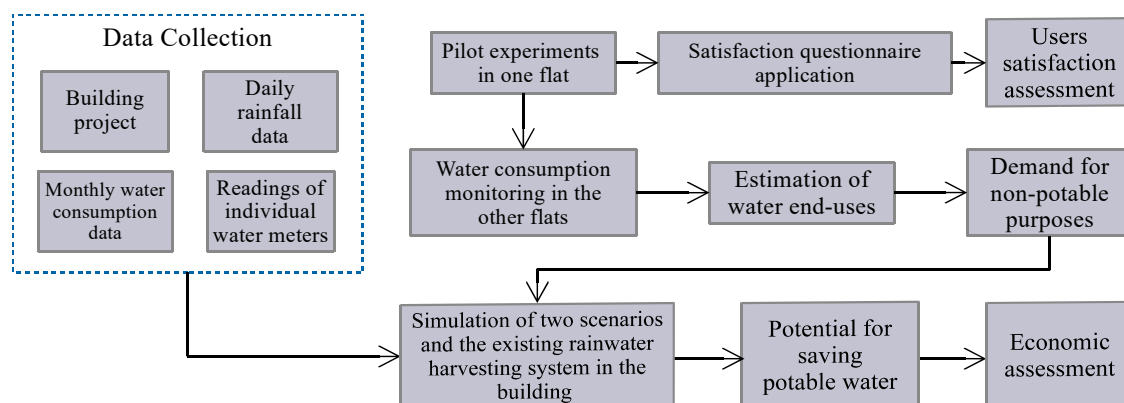 Data Collection
Building
project
Daily
rainfall
data
Monthly water
consumption
data
Readings of
individual
water meters
Pilot experiments
in one flat
Satisfaction questionnaire
application
Users
satisfaction
assessment
Water consumption
monitoring in the
other flats
Estimation of
water end-uses
Demand for
non-potable
purposes
Simulation of two scenarios
and the existing rainwater
harvesting system in the
building
Potential for
saving
potable water
Economic
assessment